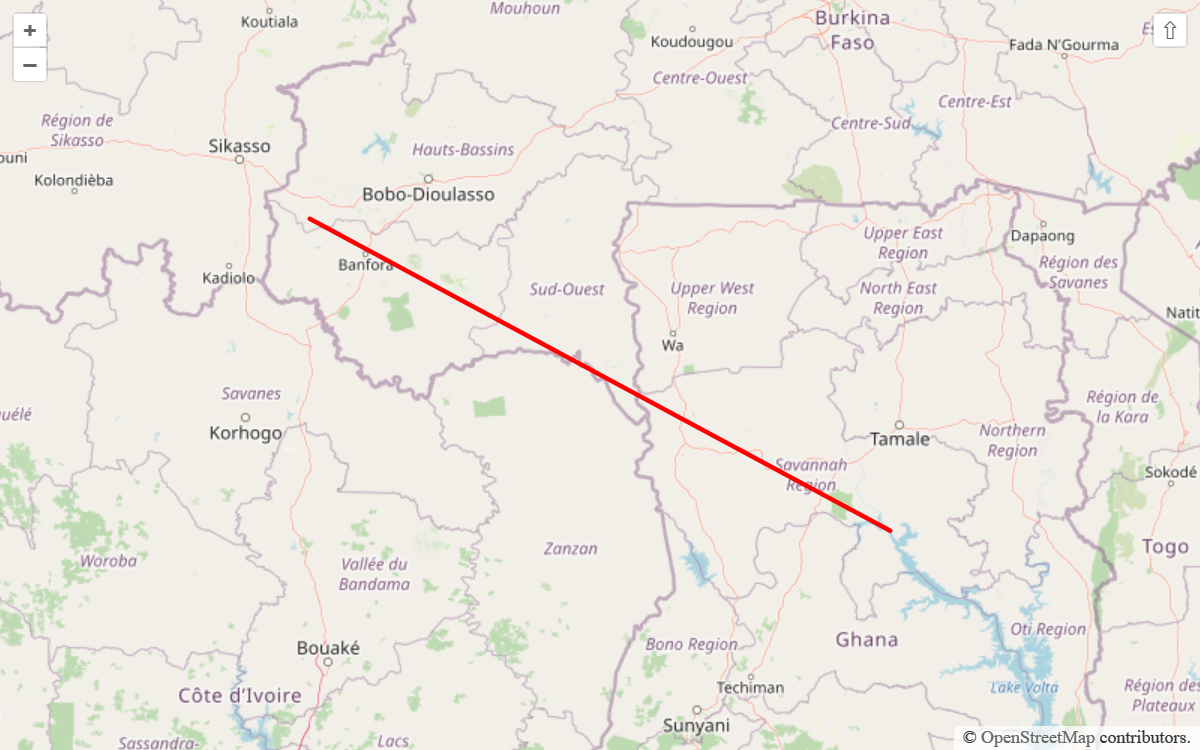 +
−
⇧
Koutiala
Mouhoun
Burkina
Faso
Koudougou
Fada N'Gourma
Centre-Ouest
Centre-Est
Région de
Sikasso
Centre-Sud
Sikasso
Hauts-Bassins
Kolondièba
Bobo-Dioulasso
Upper East
Region
Dapaong
Banfora
Kadiolo
Région des
Savanes
Sud-Ouest
Upper West
Region
North East
Region
Wa
Savanes
Région de
la Kara
Korhogo
Tamale
Northern
Region
Savannah
Region
Sokodé
Zanzan
Togo
Woroba
Vallée du
Bandama
Oti Region
Bono Region
Ghana
Bouaké
Techiman
Lake Volta
Côte d'Ivoire
Région des
Plateaux
Sunyani
Lacs
Sassandra-
© OpenStreetMap contributors.